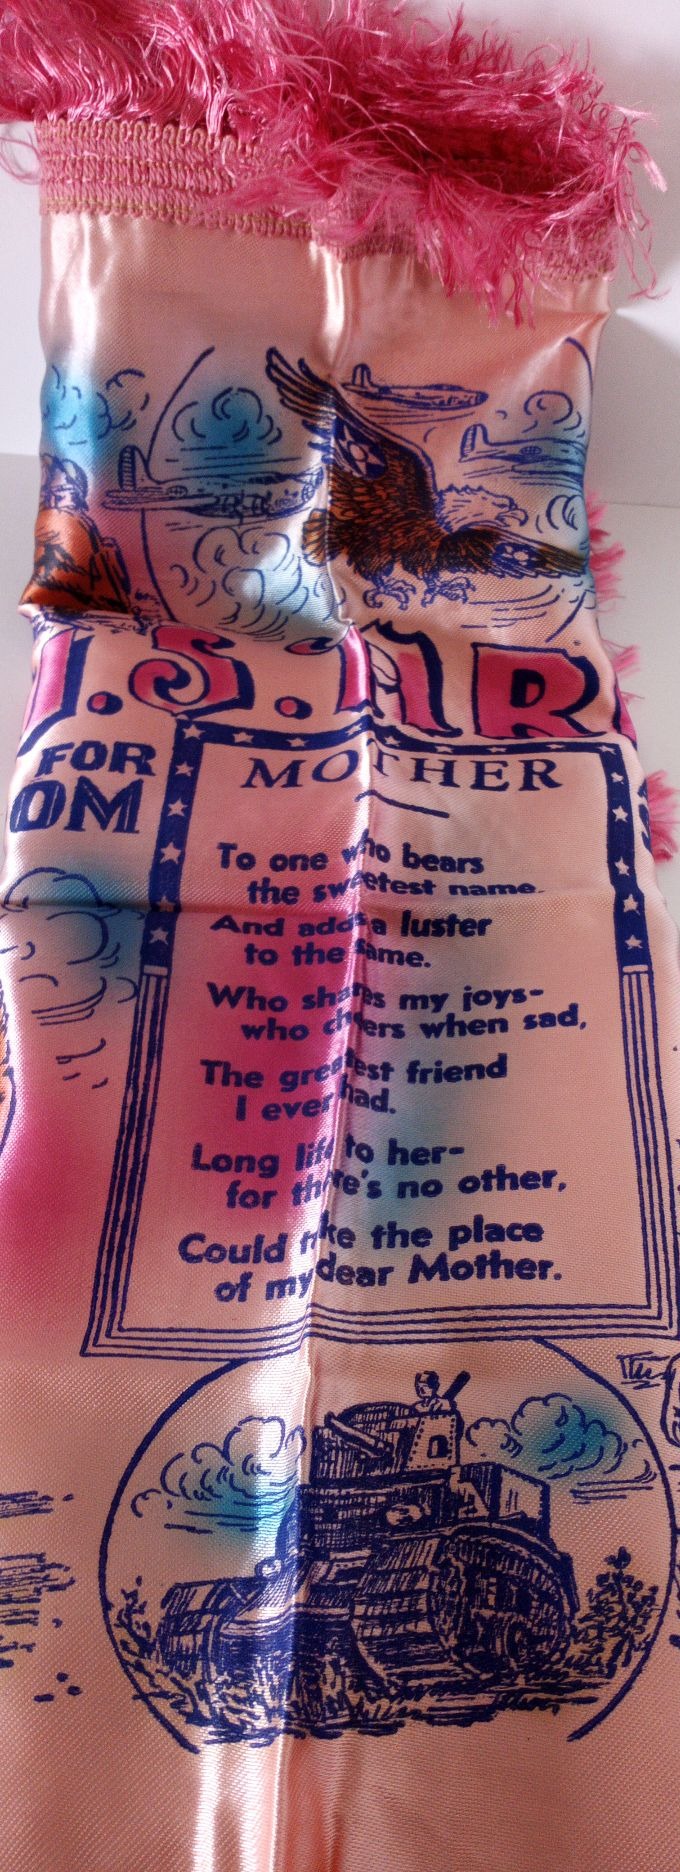 .S. AR
FOR
OM
MOTHER
To one who bears
the sweetest name,
And adds a luster
to the same.
Who shares my joys-
who cheers when sad,
The greatest friend
I ever had.
Long life to her-
for there's no other,
Could take the place
of my dear Mother.